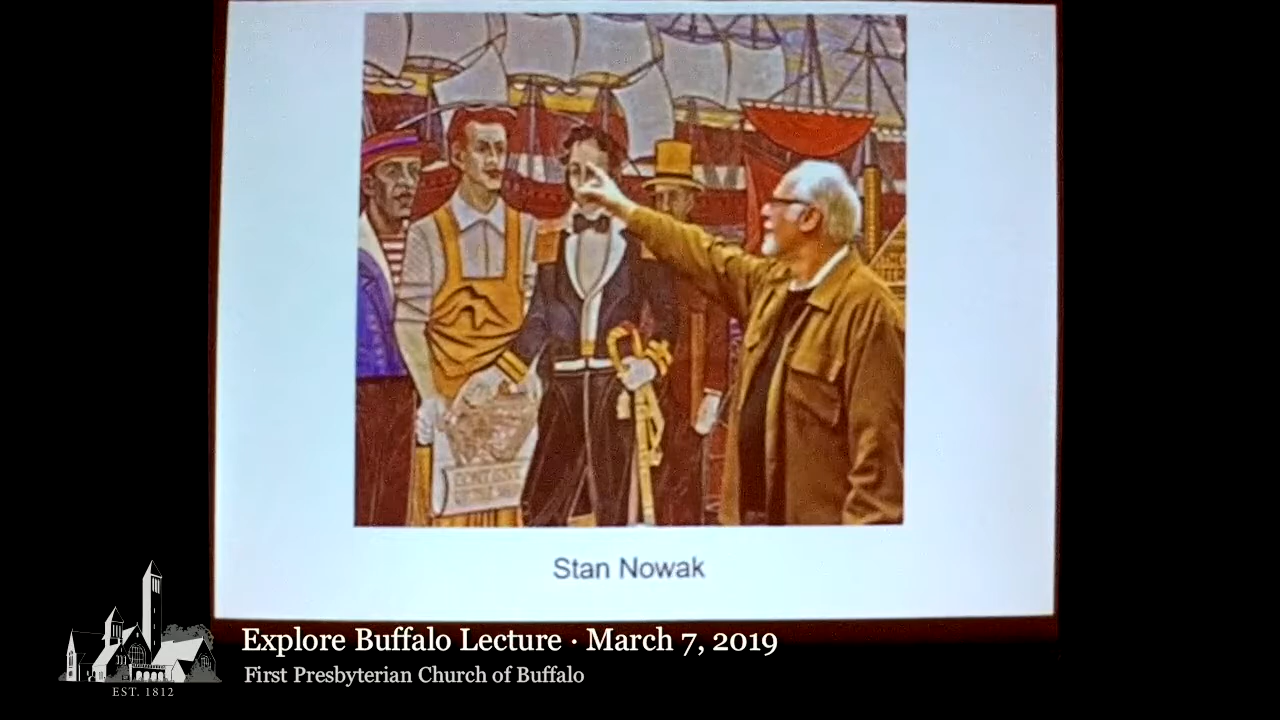 Stan Nowak
Explore Buffalo Lecture · March 7, 2019
First Presbyterian Church of Buffalo
EST. 1812